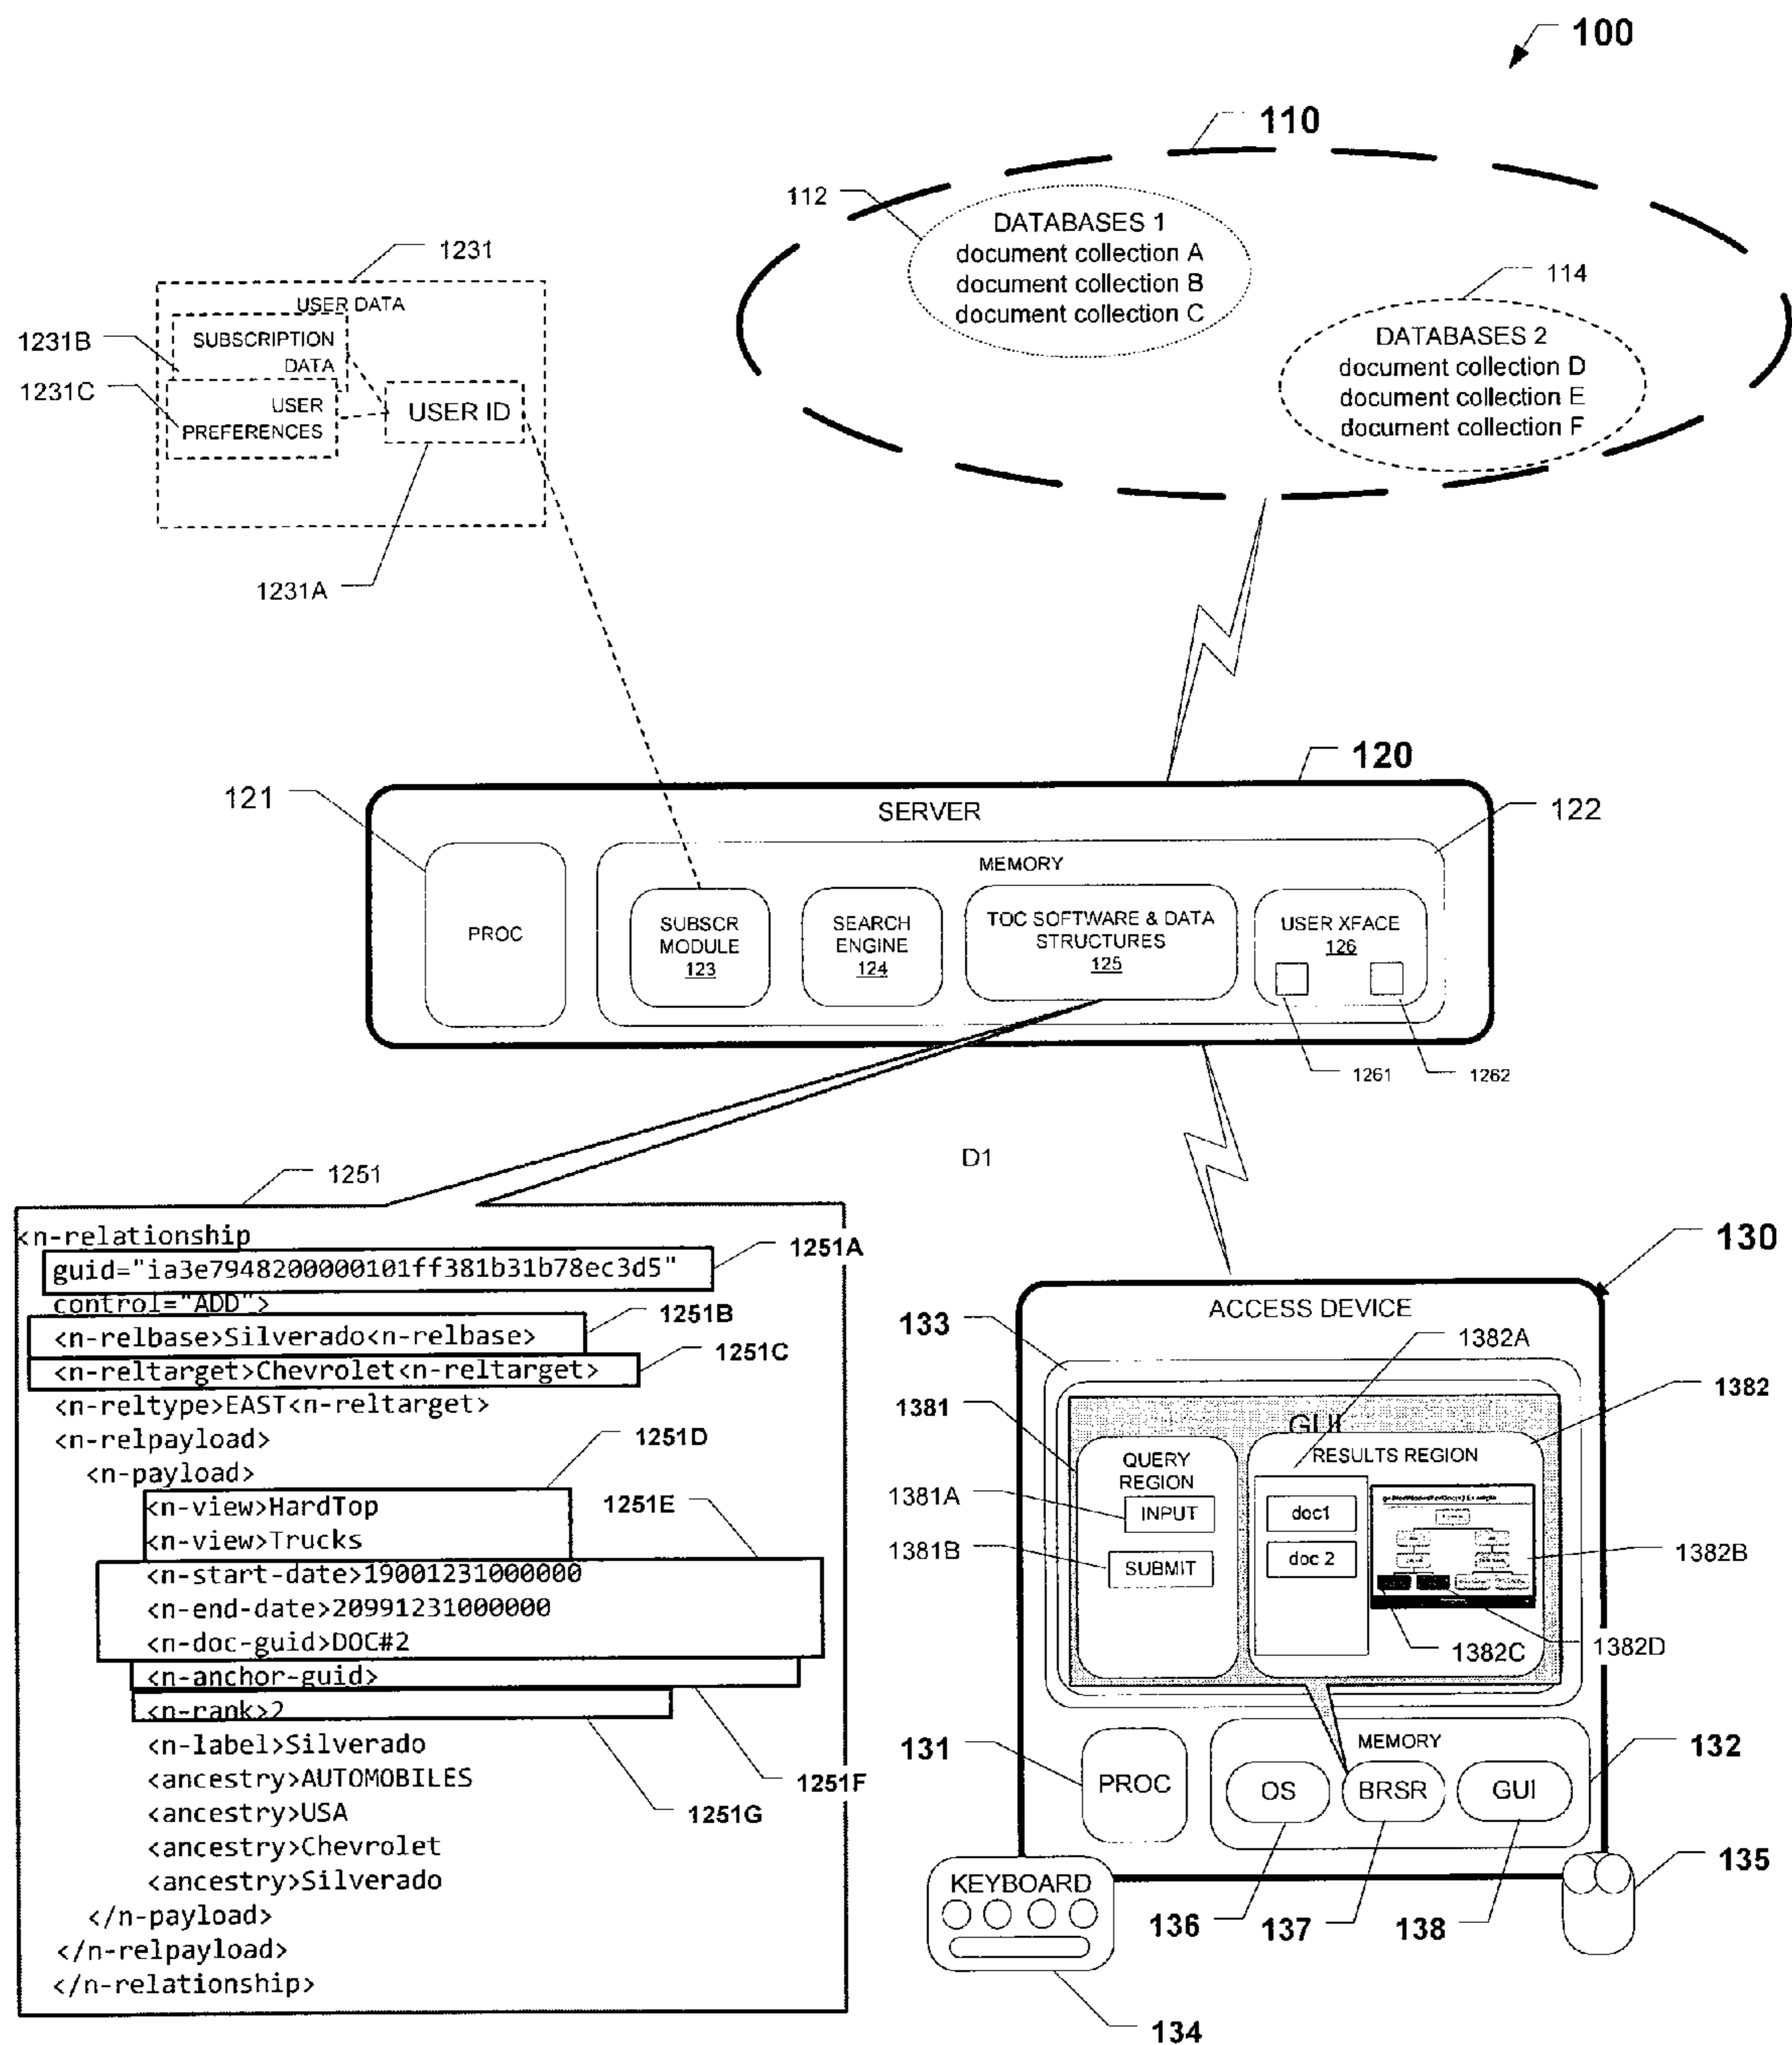 100
110
112
DATABASES 1
document collection A
document collection B
document collection C
114
DATABASES 2
document collection D
document collection E
document collection F
1231
USER DATA
1231B
SUBSCRIPTION
DATA
1231C
USER
PREFERENCES
USER ID
1231A
120
121
SERVER
122
MEMORY
PROC
SUBSCR
MODULE
123
SEARCH
ENGINE
124
TOC SOFTWARE & DATA
STRUCTURES
125
USER XFACE
126
1261
1262
D1
1251
<n-relationship
guid="ia3e7948200000101ff381b31b78ec3d5"
1251A
control="ADD">
<n-relbase>Silverado<n-relbase>
1251B
<n-reltarget>Chevrolet<n-reltarget>
1251C
<n-reltype>EAST<n-reltarget>
<n-relpayload>
1251D
<n-payload>
<n-view>HardTop
1251E
<n-view>Trucks
<n-start-date>19001231000000
<n-end-date>20991231000000
<n-doc-guid>DOC#2
<n-anchor-guid>
<n-rank>2
<n-label>Silverado
<ancestry>AUTOMOBILES
1251F
<ancestry>USA
1251G
<ancestry>Chevrolet
<ancestry>Silverado
</n-payload>
</n-relpayload>
</n-relationship>
130
ACCESS DEVICE
133
1382A
1381
1382
GUI
QUERY
REGION
RESULTS REGION
1381A
INPUT
doc1
1381B
SUBMIT
doc 2
1382B
1382C
1382D
131
PROC
MEMORY
132
OS
BRSR
GUI
KEYBOARD
135
136
137
138
134